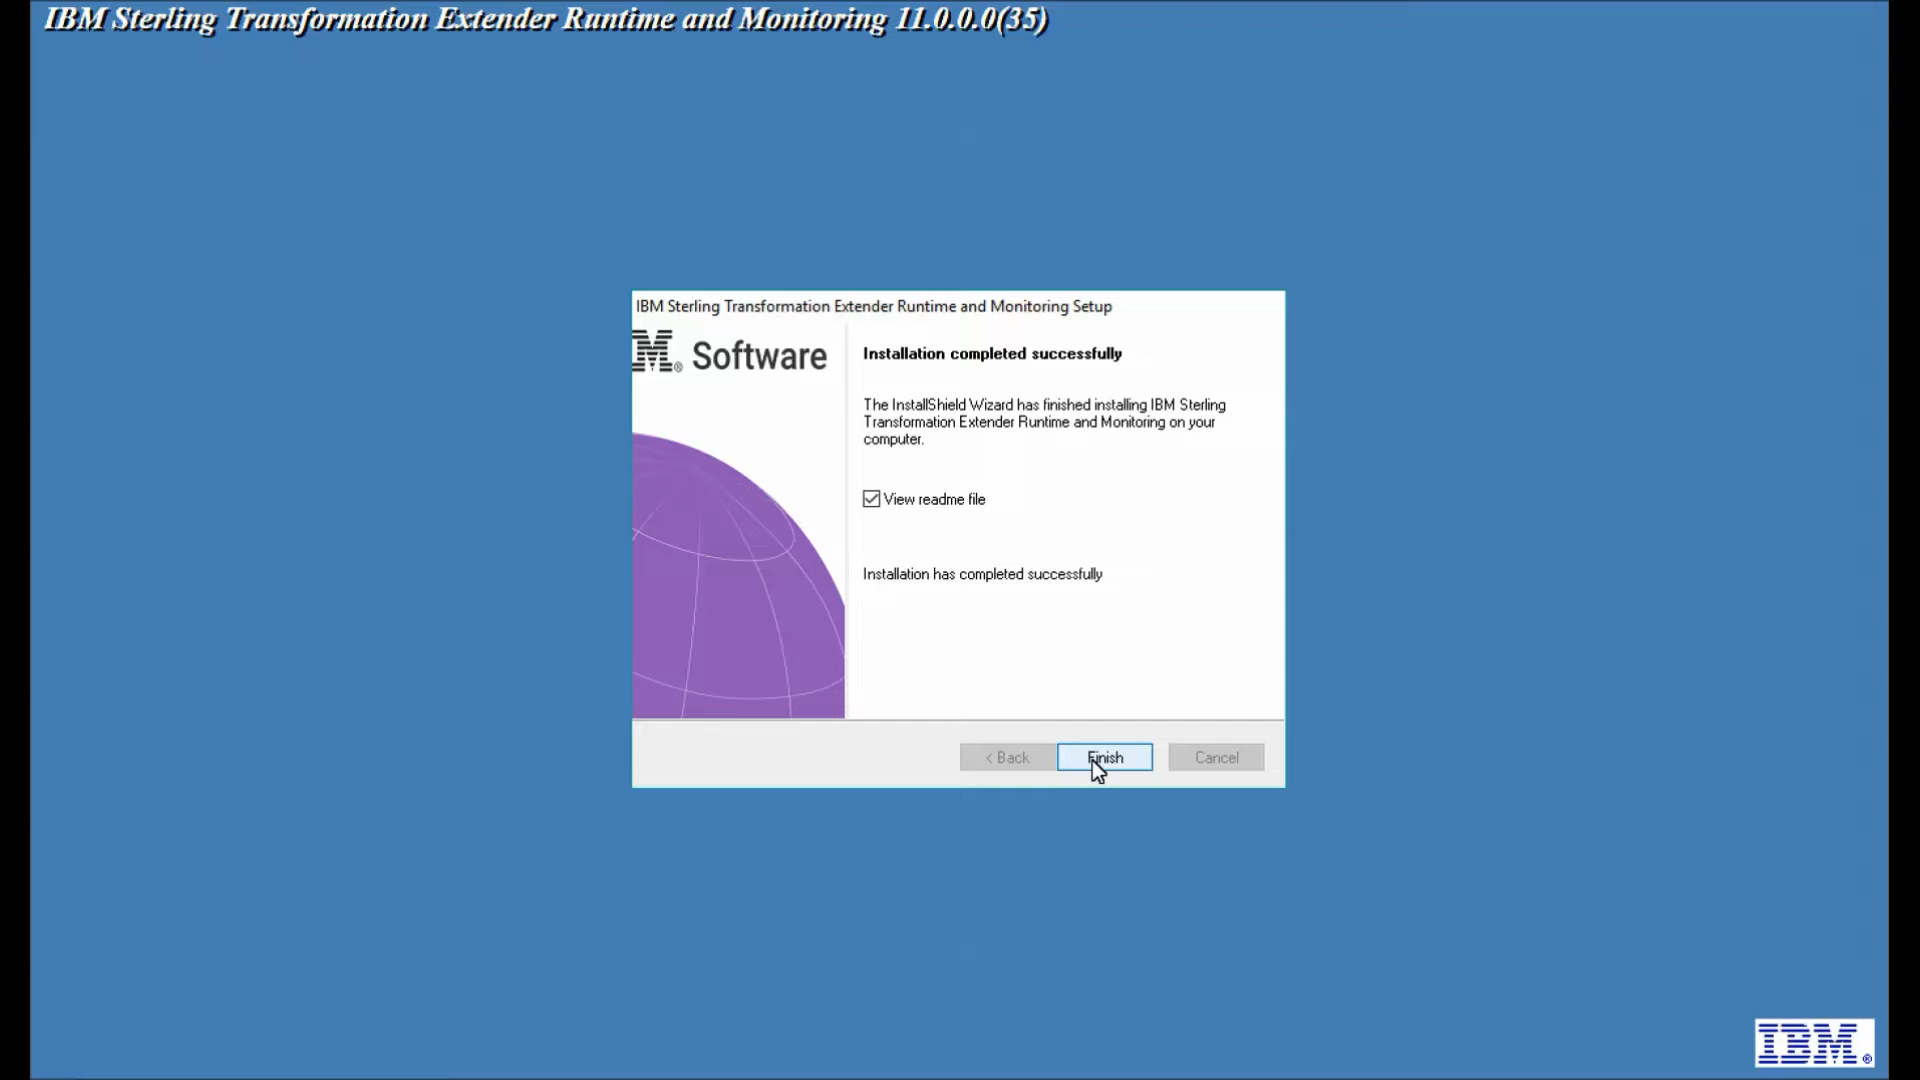 IBM Sterling Transformation Extender Runtime and Monitoring 11.0.0.0(35)
IBM Sterling Transformation Extender Runtime and Monitoring Setup
M® Software
Installation completed successfully
The InstallShield Wizard has finished installing IBM Sterling
Transformation Extender Runtime and Monitoring on your
computer.
View readme file
Installation has completed successfully
< Back
Finish
Cancel
IBM®